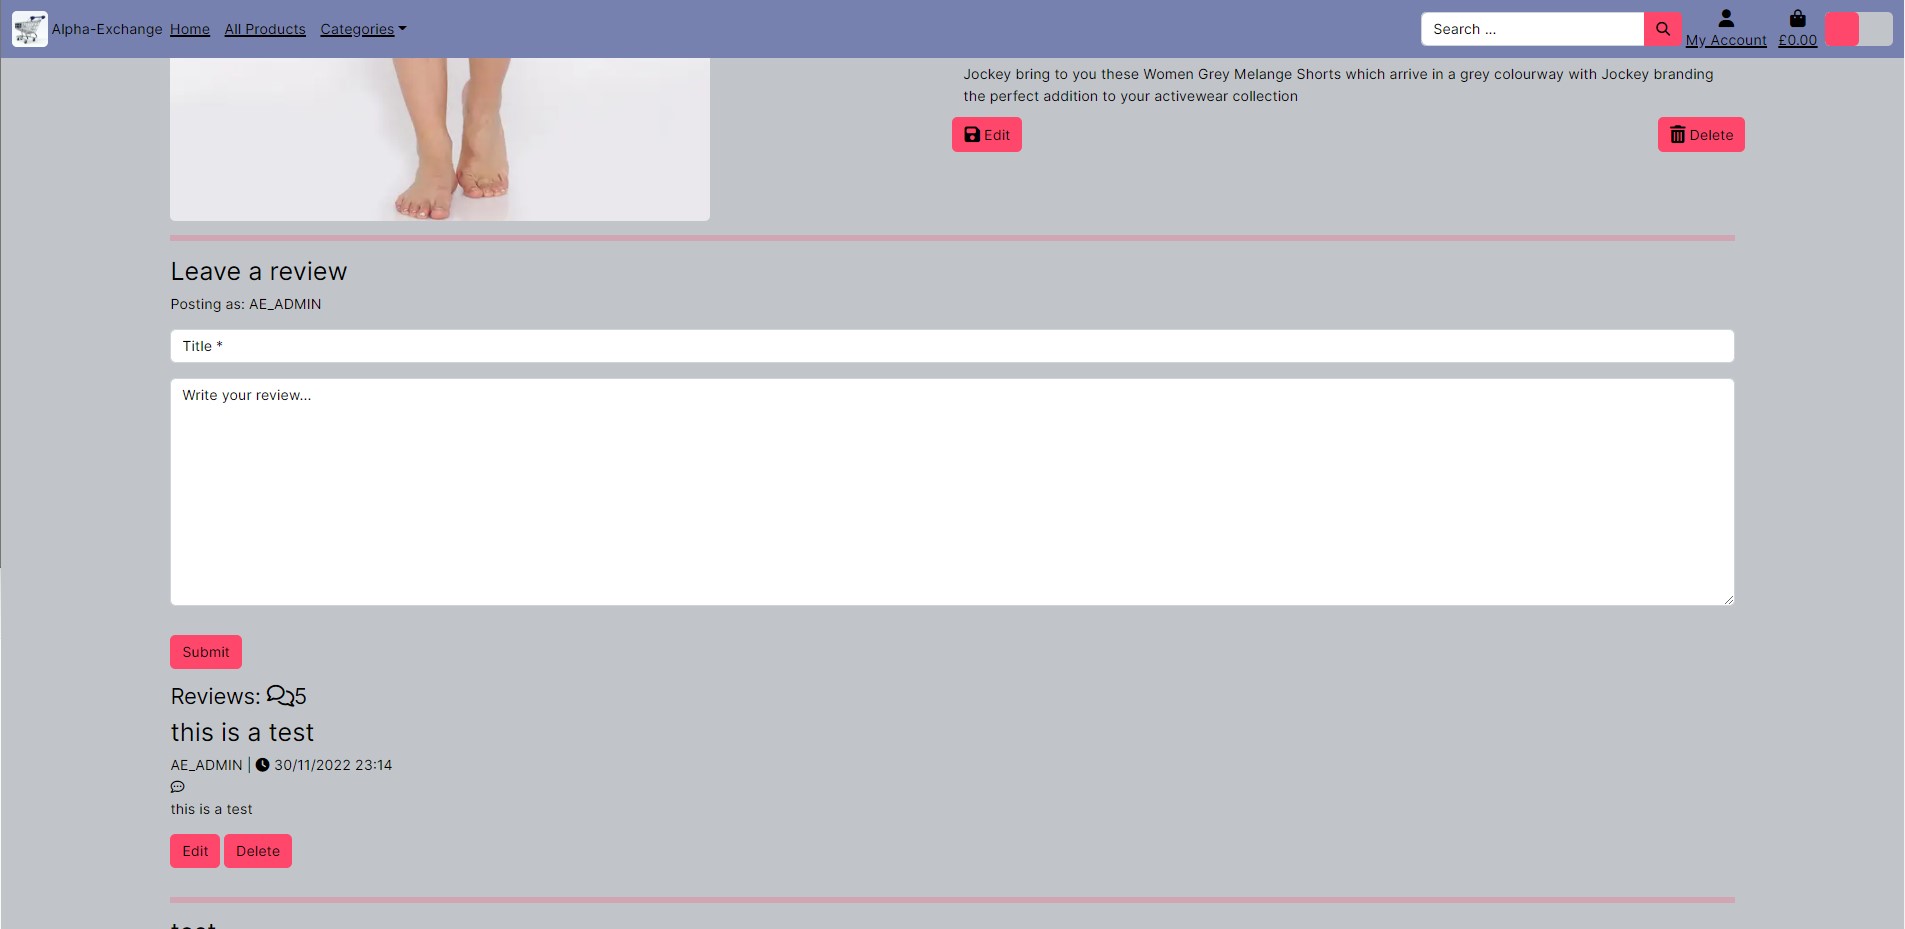 Alpha-Exchange Home All Products Categories Search ... My Account £0.00
Jockey bring to you these Women Grey Melange Shorts which arrive in a grey colourway with Jockey branding
the perfect addition to your activewear collection
Edit Delete
Leave a review
Posting as: AE_ADMIN
Title *
Write your review...
Submit
Reviews: 5
this is a test
AE_ADMIN | 30/11/2022 23:14
this is a test
Edit Delete